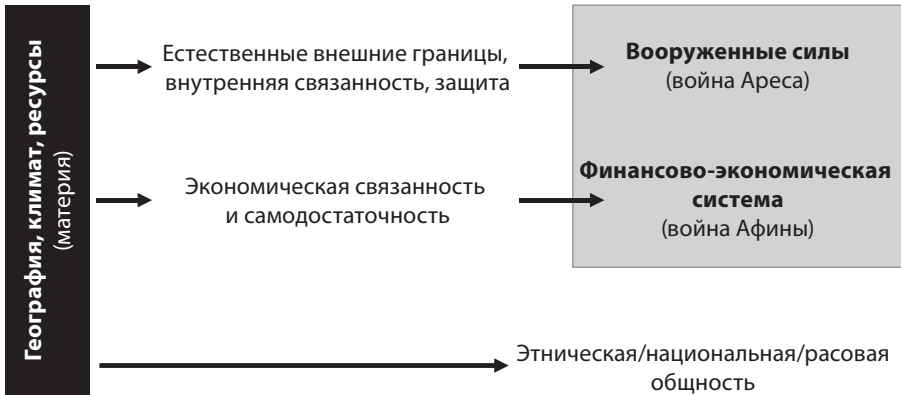 География, климат, ресурсы
(материя)
Естественные внешние границы,
внутренняя связанность, защита
Вооруженные силы
(война Ареса)
Экономическая связанность
и самодостаточность
Финансово-экономическая
система
(война Афины)
Этническая/национальная/расовая
общность